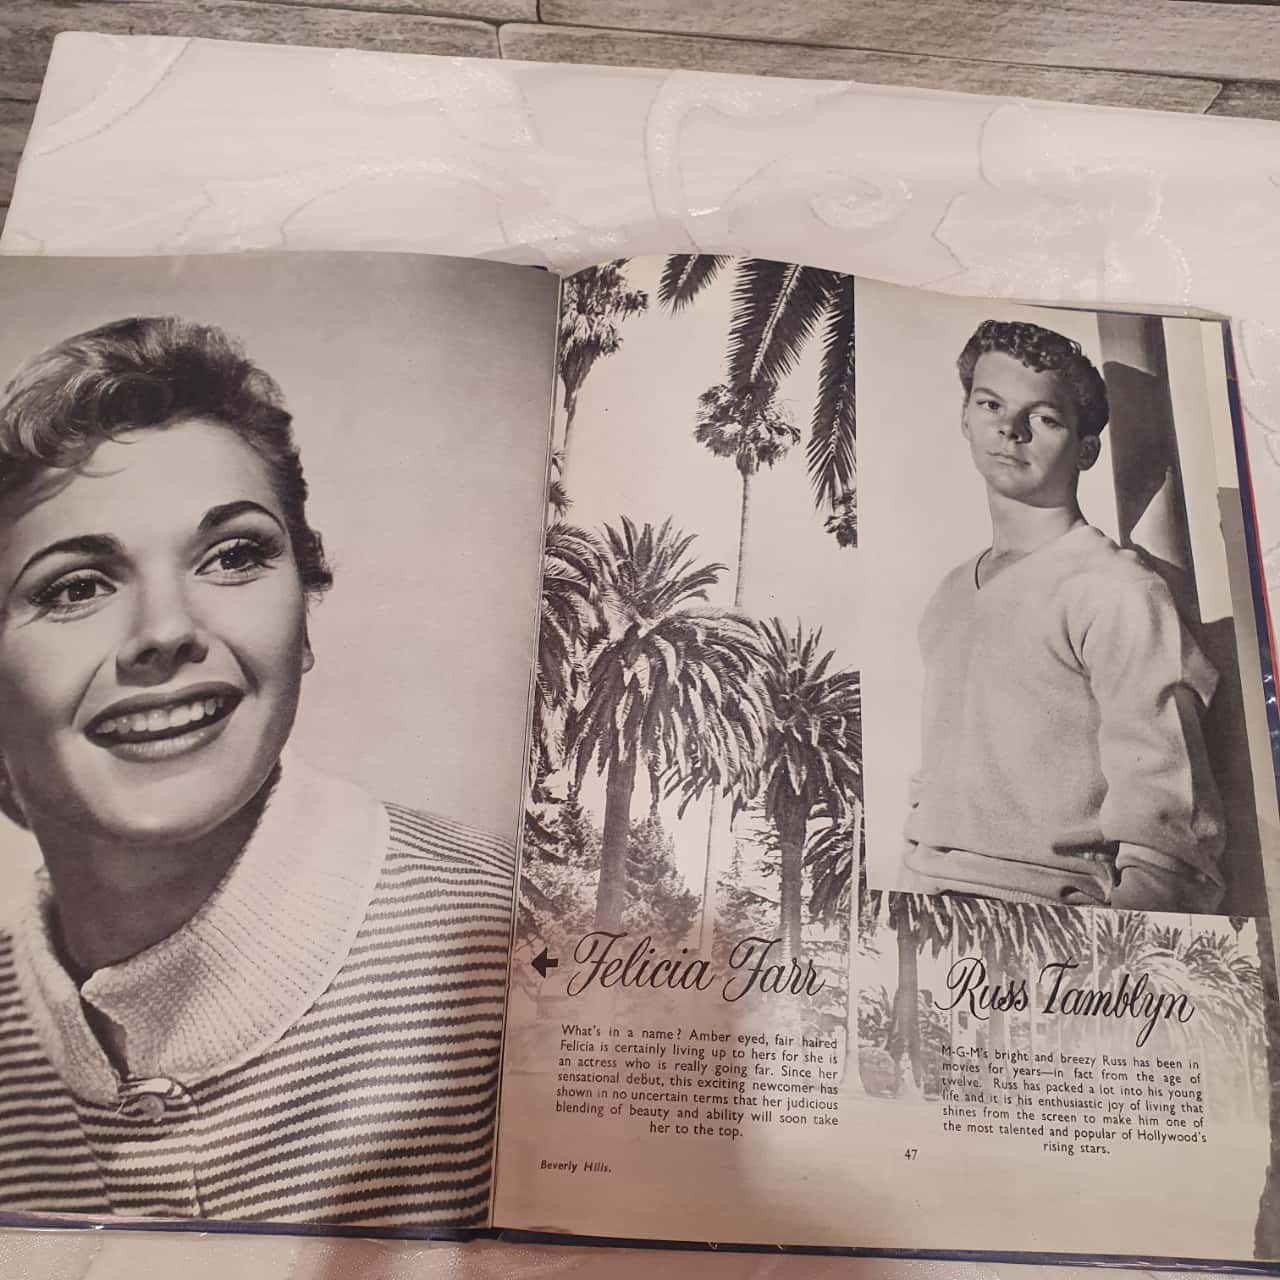 Felicia Farr
What's in a name? Amber eyed, fair haired
Felicia is certainly living up to hers for she is
an actress who is really going far. Since her
sensational debut, this exciting newcomer has
shown in no uncertain terms that her judicious
blending of beauty and ability will soon take
her to the top.
Beverly Hills.
Russ Tamblyn
M-G-M's bright and breezy Russ has been in
movies for years—in fact from the age of
twelve. Russ has packed a lot into his young
life and it is his enthusiastic joy of living that
shines from the screen to make him one of
the most talented and popular of Hollywood's
rising stars.
47